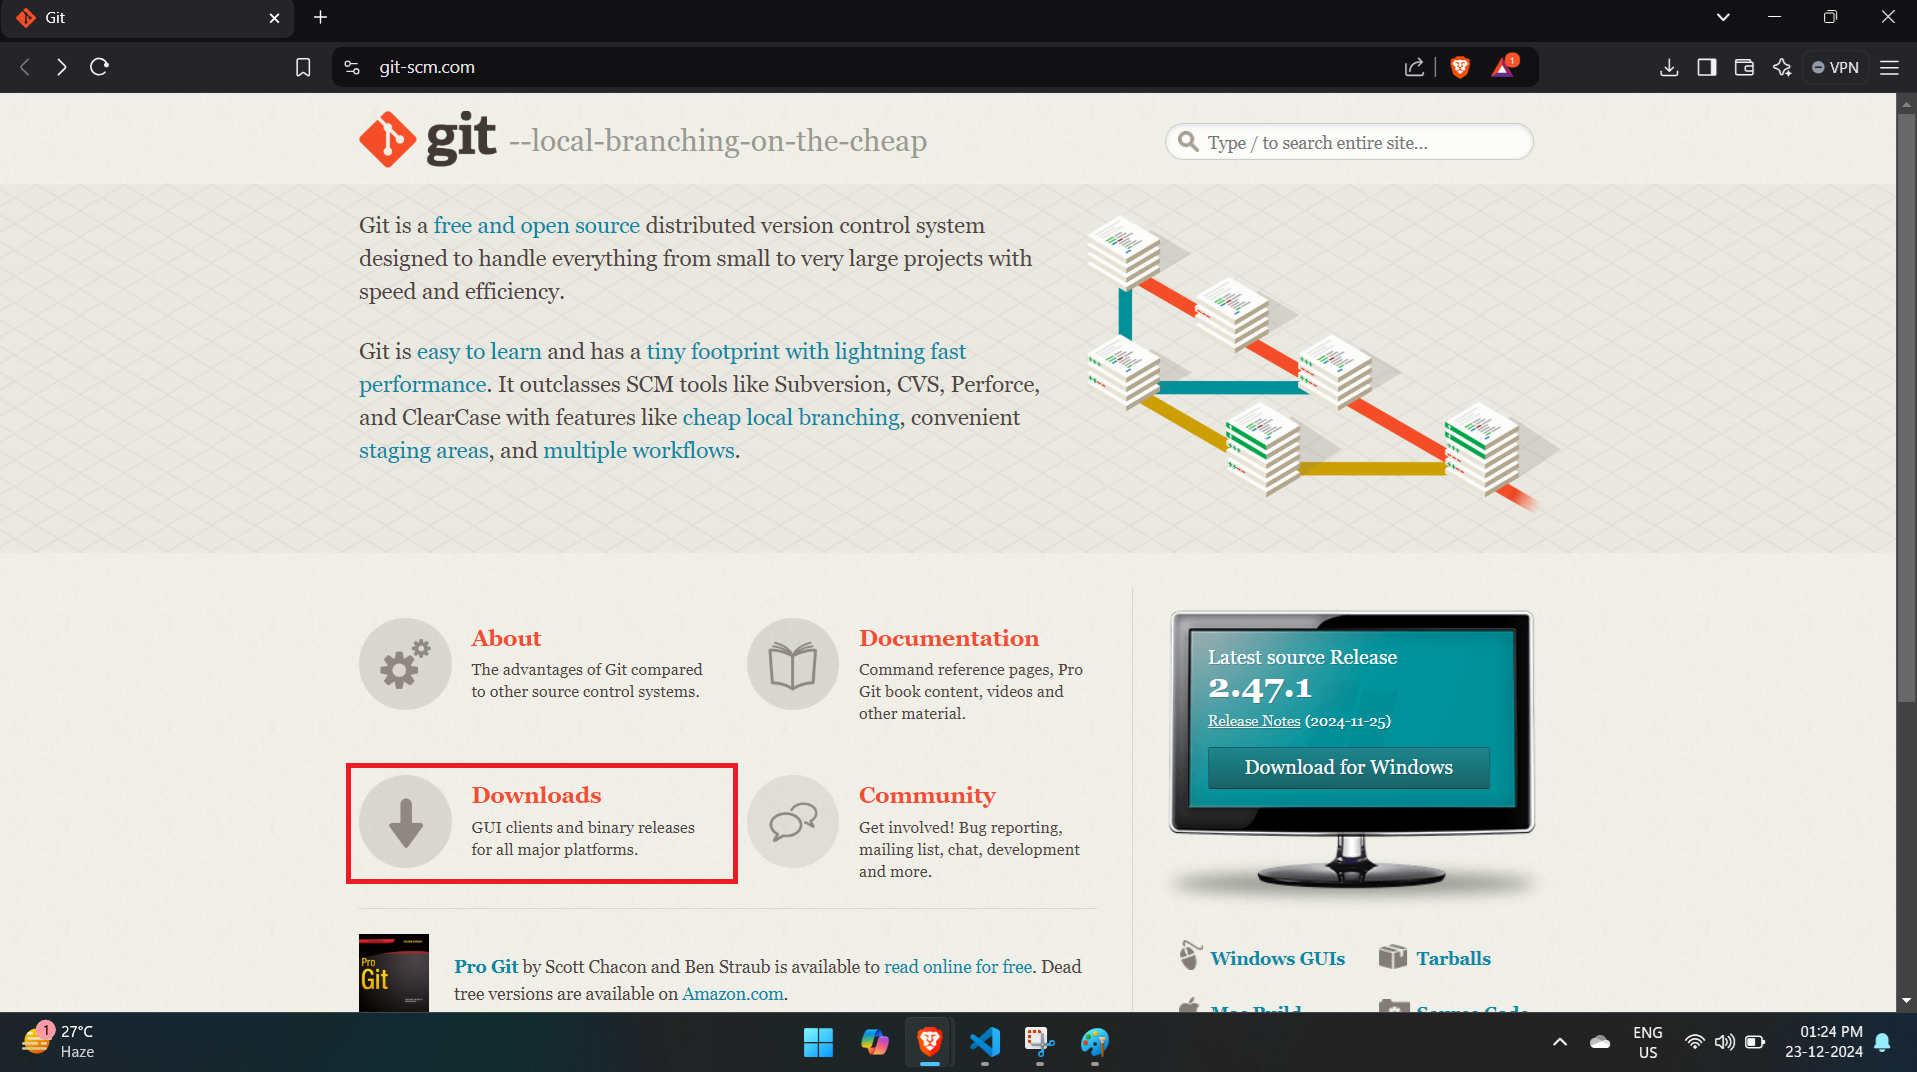 Git
git-scm.com
1
VPN
git --local-branching-on-the-cheap
Type / to search entire site...
Git is a free and open source distributed version control system
designed to handle everything from small to very large projects with
speed and efficiency.
Git is easy to learn and has a tiny footprint with lightning fast
performance. It outclasses SCM tools like Subversion, CVS, Perforce,
and ClearCase with features like cheap local branching, convenient
staging areas, and multiple workflows.
About
The advantages of Git compared
to other source control systems.
Documentation
Command reference pages, Pro
Git book content, videos and
other material.
Downloads
GUI clients and binary releases
for all major platforms.
Community
Get involved! Bug reporting,
mailing list, chat, development
and more.
Latest source Release
2.47.1
Release Notes (2024-11-25)
Download for Windows
Pro
Git
Pro Git by Scott Chacon and Ben Straub is available to read online for free. Dead
tree versions are available on Amazon.com.
Windows GUIs
Tarballs
Mac Build
Source Code
1
27°C
Haze
ENG
US
01:24 PM
23-12-2024